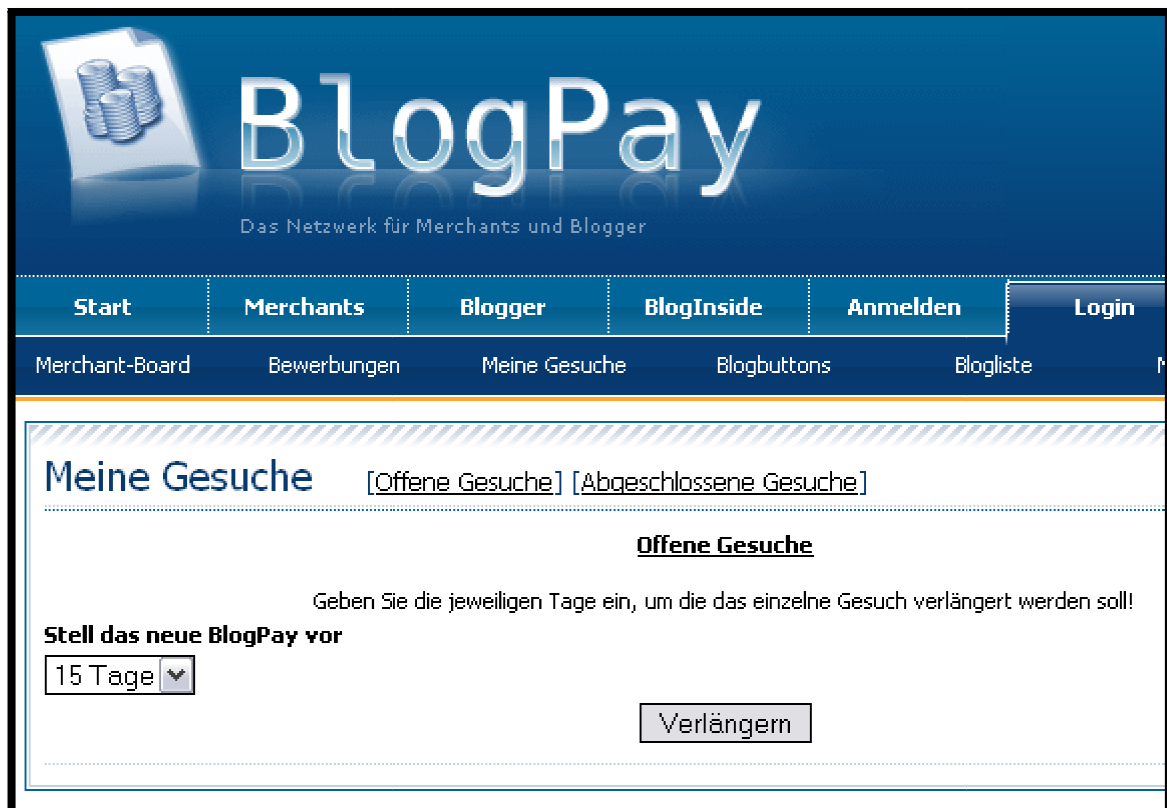 BlogPay
Das Netzwerk für Merchants und Blogger
Start Merchants Blogger BlogInside Anmelden Login
Merchant-Board Bewerbungen Meine Gesuche Blogbuttons Blogliste
Meine Gesuche [Offene Gesuche] [Abgeschlossene Gesuche]
Offene Gesuche
Geben Sie die jeweiligen Tage ein, um die das einzelne Gesuch verlängert werden soll!
Stell das neue BlogPay vor
15 Tage
Verlängern